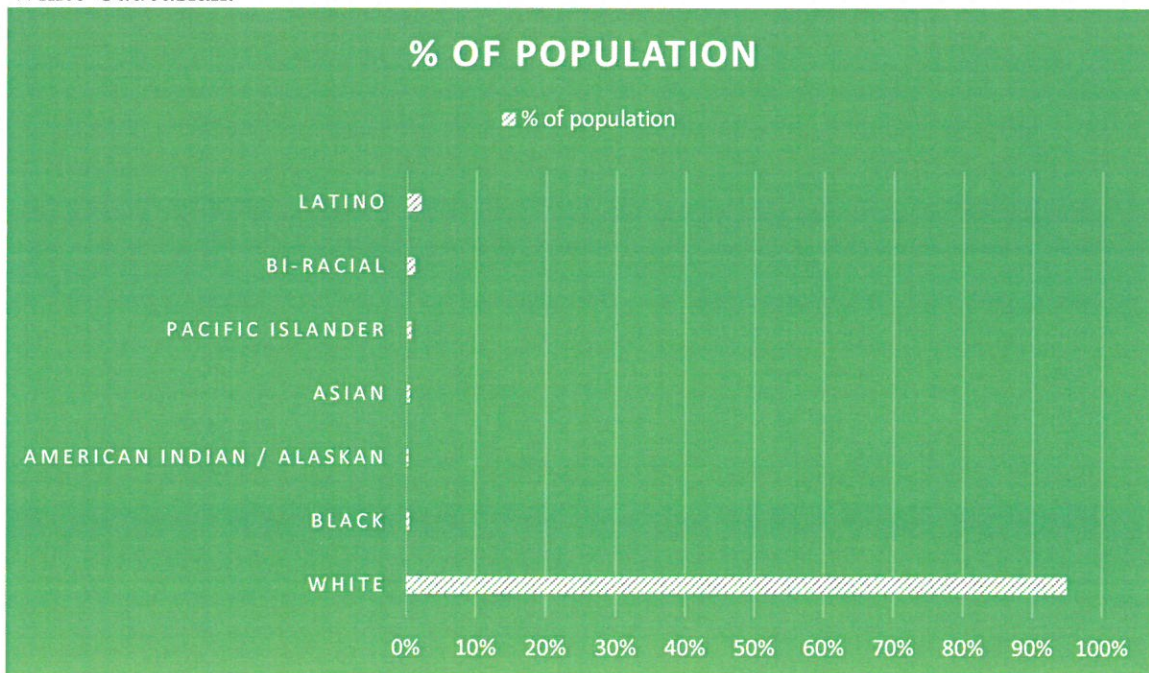 % OF POPULATION
% of population
LATINO
BI-RACIAL
PACIFIC ISLANDER
ASIAN
AMERICAN INDIAN / ALASKAN
BLACK
WHITE
0% 10% 20% 30% 40% 50% 60% 70% 80% 90% 100%